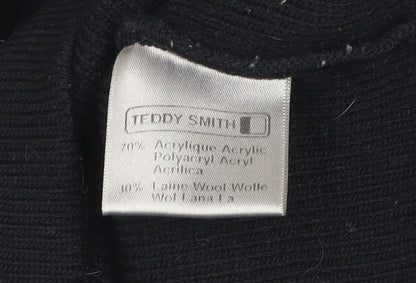 TEDDY SMITH
70% Acrylique Acrylic
Polyacryl Acryl
Acrilica
30% Laine Wool Wolle
Wol Lana La